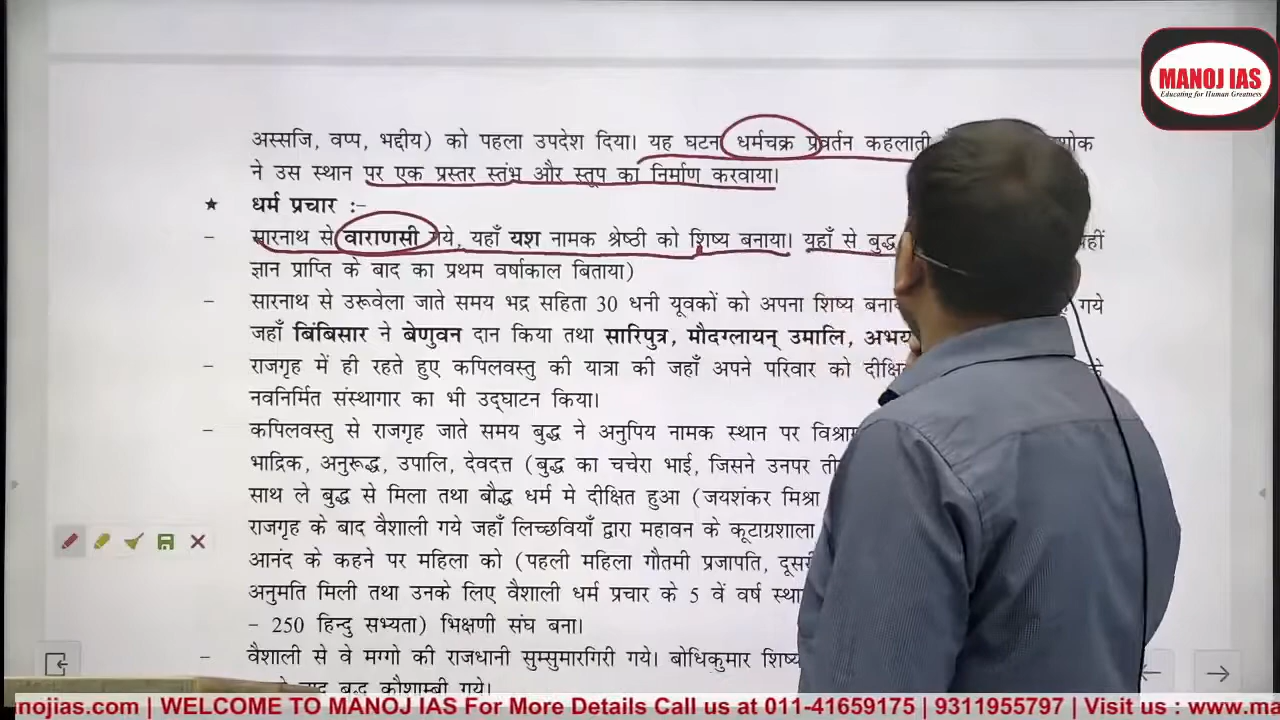 MANOJ IAS
Educating for Human Greatness
अस्सजि, वप्प, भद्दीय) को पहला उपदेश दिया। यह घटन धर्मचक्र प्रवर्तन कहलाती
ने उस स्थान पर एक प्रस्तर स्तंभ और स्तूप का निर्माण करवाया।
★ धर्म प्रचार :–
– सारनाथ से वाराणसी गये, यहाँ यश नामक श्रेष्ठी को शिष्य बनाया। यहाँ से बुद्ध
ज्ञान प्राप्ति के बाद का प्रथम वर्षाकाल बिताया)
– सारनाथ से उरूवेला जाते समय भद्र सहिता 30 धनी यूवकों को अपना शिष्य गये
जहाँ बिंबिसार ने बेणुवन दान किया तथा सारिपुत्र, मौदग्लायन् उमालि, अभय
– राजगृह में ही रहते हुए कपिलवस्तु की यात्रा की जहाँ अपने परिवार को के
नवनिर्मित संस्थागार का भी उद्घाटन किया।
– कपिलवस्तु से राजगृह जाते समय बुद्ध ने अनुपिय नामक स्थान पर
भाद्रिक, अनुरूद्ध, उपालि, देवदत्त (बुद्ध का चचेरा भाई, जिसने उनपर
साथ ले बुद्ध से मिला तथा बौद्ध धर्म मे दीक्षित हुआ (जयशंकर मिश्रा
राजगृह के बाद वैशाली गये जहाँ लिच्छवियाँ द्वारा महावन के कूटाग्रशाला
आनंद के कहने पर महिला को (पहली महिला गौतमी प्रजापति,
अनुमति मिली तथा उनके लिए वैशाली धर्म प्रचार के 5 वें वर्ष
– 250 हिन्दु सभ्यता) भिक्षणी संघ बना।
– वैशाली से वे मग्गो की राजधानी सुम्सुमारगिरी गये। बोधिकुमार शिष्य
बुद्ध कौशाम्बी गये।
nojias.com | WELCOME TO MANOJ IAS For More Details Call us at 011-41659175 | 9311955797 | Visit us : www.ma